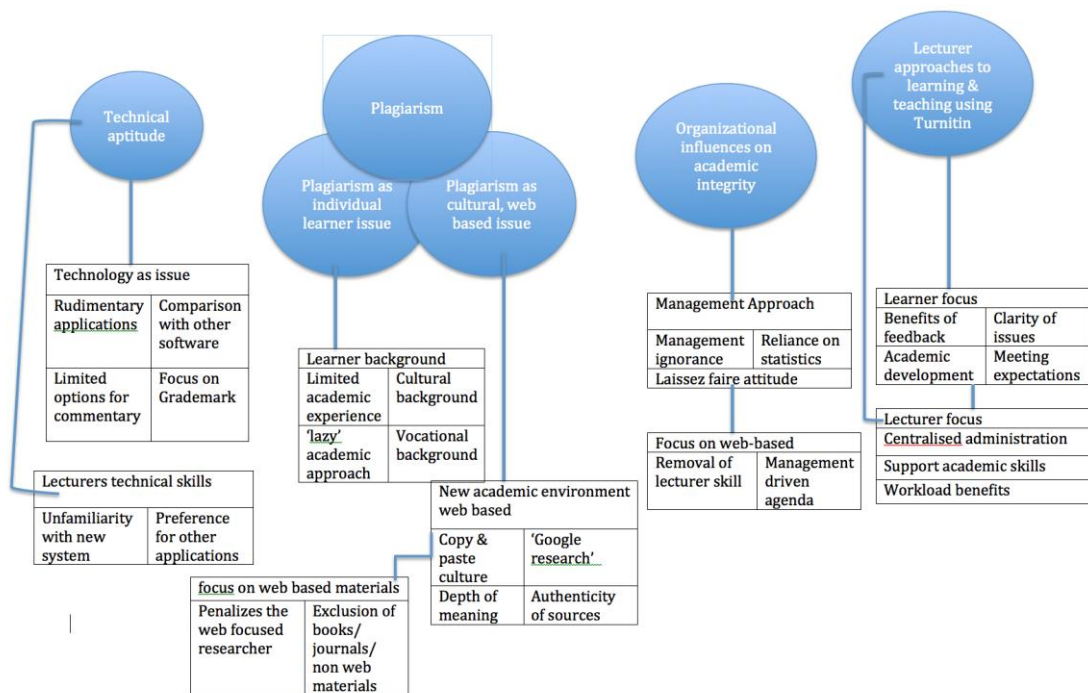 Technical
aptitude
Plagiarism
Plagiarism as
individual
learner issue
Plagiarism as
cultural, web
based issue
Organizational
influences on
academic
integrity
Lecturer
approaches to
learning &
teaching using
Turnitin
Technology as issue
Rudimentary
applications
Comparison
with other
software
Limited
options for
commentary
Focus on
Grademark
Lecturers technical skills
Unfamiliarity
with new
system
Preference
for other
applications
Learner background
Limited
academic
experience
Cultural
background
'lazy'
academic
approach
Vocational
background
New academic environment
web based
Copy &
paste
culture
'Google
research'
Depth of
meaning
Authenticity
of sources
focus on web based materials
Penalizes the
web focused
researcher
Exclusion of
books/
journals/
non web
materials
Management Approach
Management
ignorance
Reliance on
statistics
Laissez faire attitude
Focus on web-based
Removal of
lecturer skill
Management
driven
agenda
Learner focus
Benefits of
feedback
Clarity of
issues
Academic
development
Meeting
expectations
Lecturer focus
Centralised administration
Support academic skills
Workload benefits